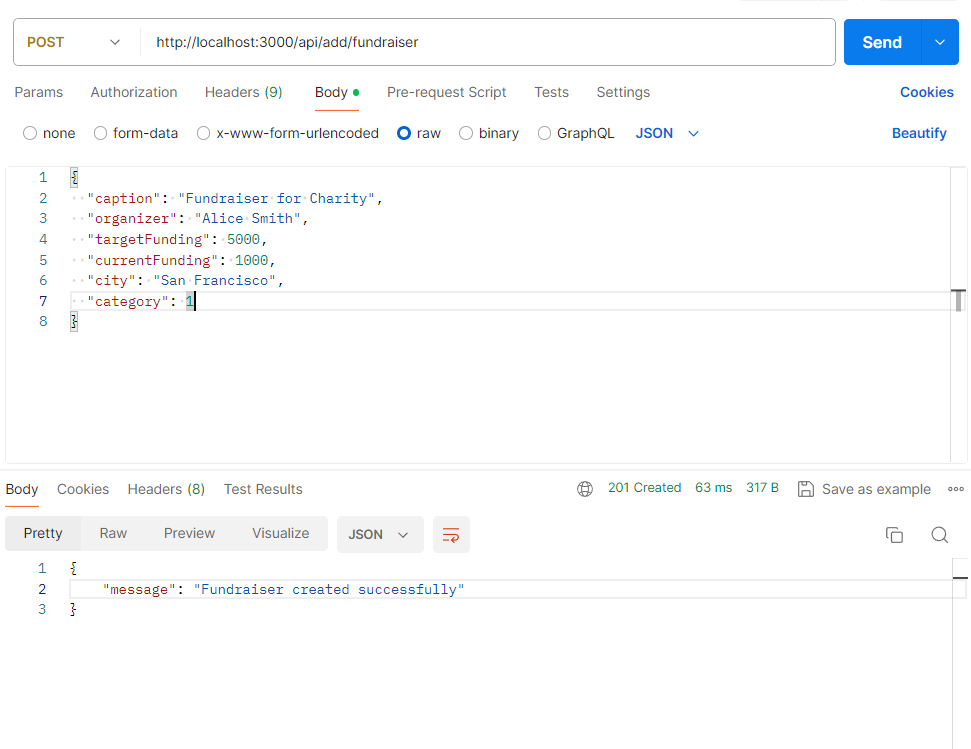 POST http://localhost:3000/api/add/fundraiser Send
Params Authorization Headers (9) Body Pre-request Script Tests Settings Cookies
none form-data x-www-form-urlencoded raw binary GraphQL JSON Beautify
1 {
2 "caption": "Fundraiser for Charity",
3 "organizer": "Alice Smith",
4 "targetFunding": 5000,
5 "currentFunding": 1000,
6 "city": "San Francisco",
7 "category": 1
8 }
Body Cookies Headers (8) Test Results 201 Created 63 ms 317 B Save as example
Pretty Raw Preview Visualize JSON
1 {
2 "message": "Fundraiser created successfully"
3 }